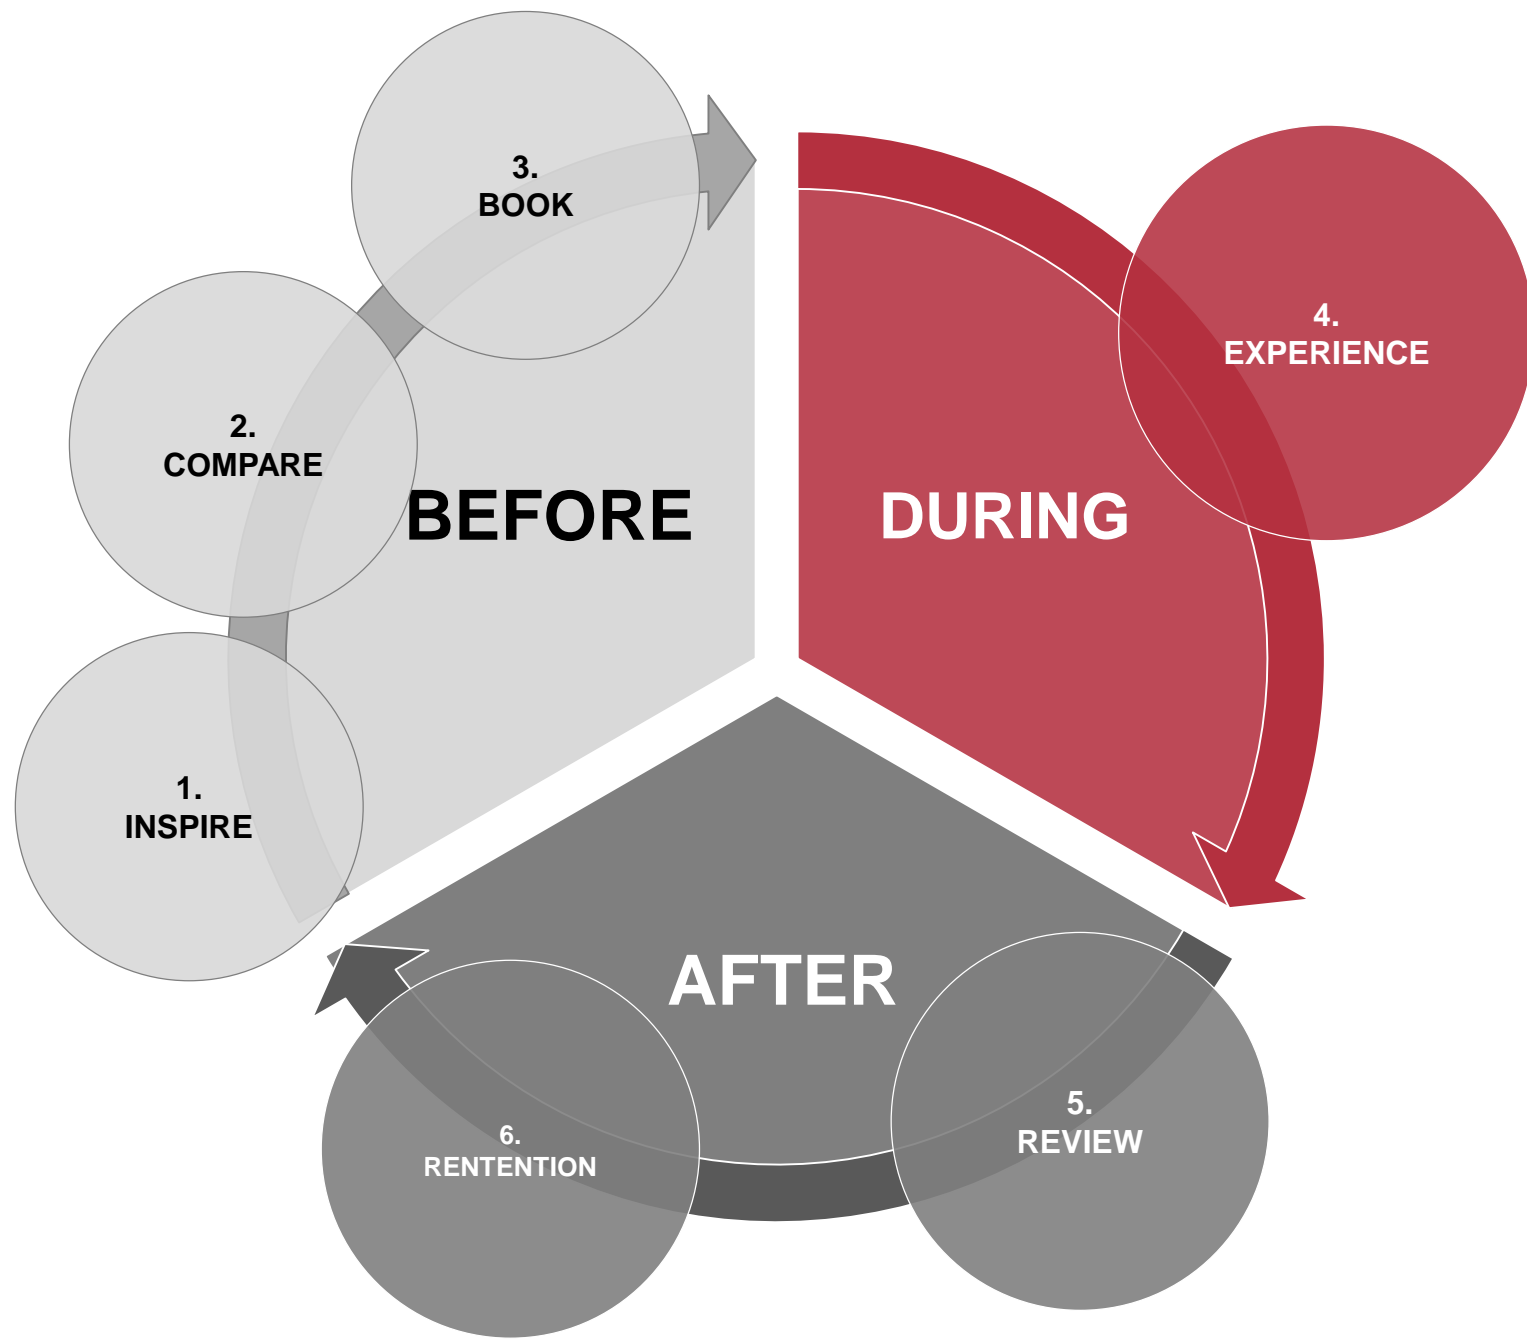 BEFORE
1.
INSPIRE
2.
COMPARE
3.
BOOK
DURING
4.
EXPERIENCE
AFTER
5.
REVIEW
6.
RENTENTION